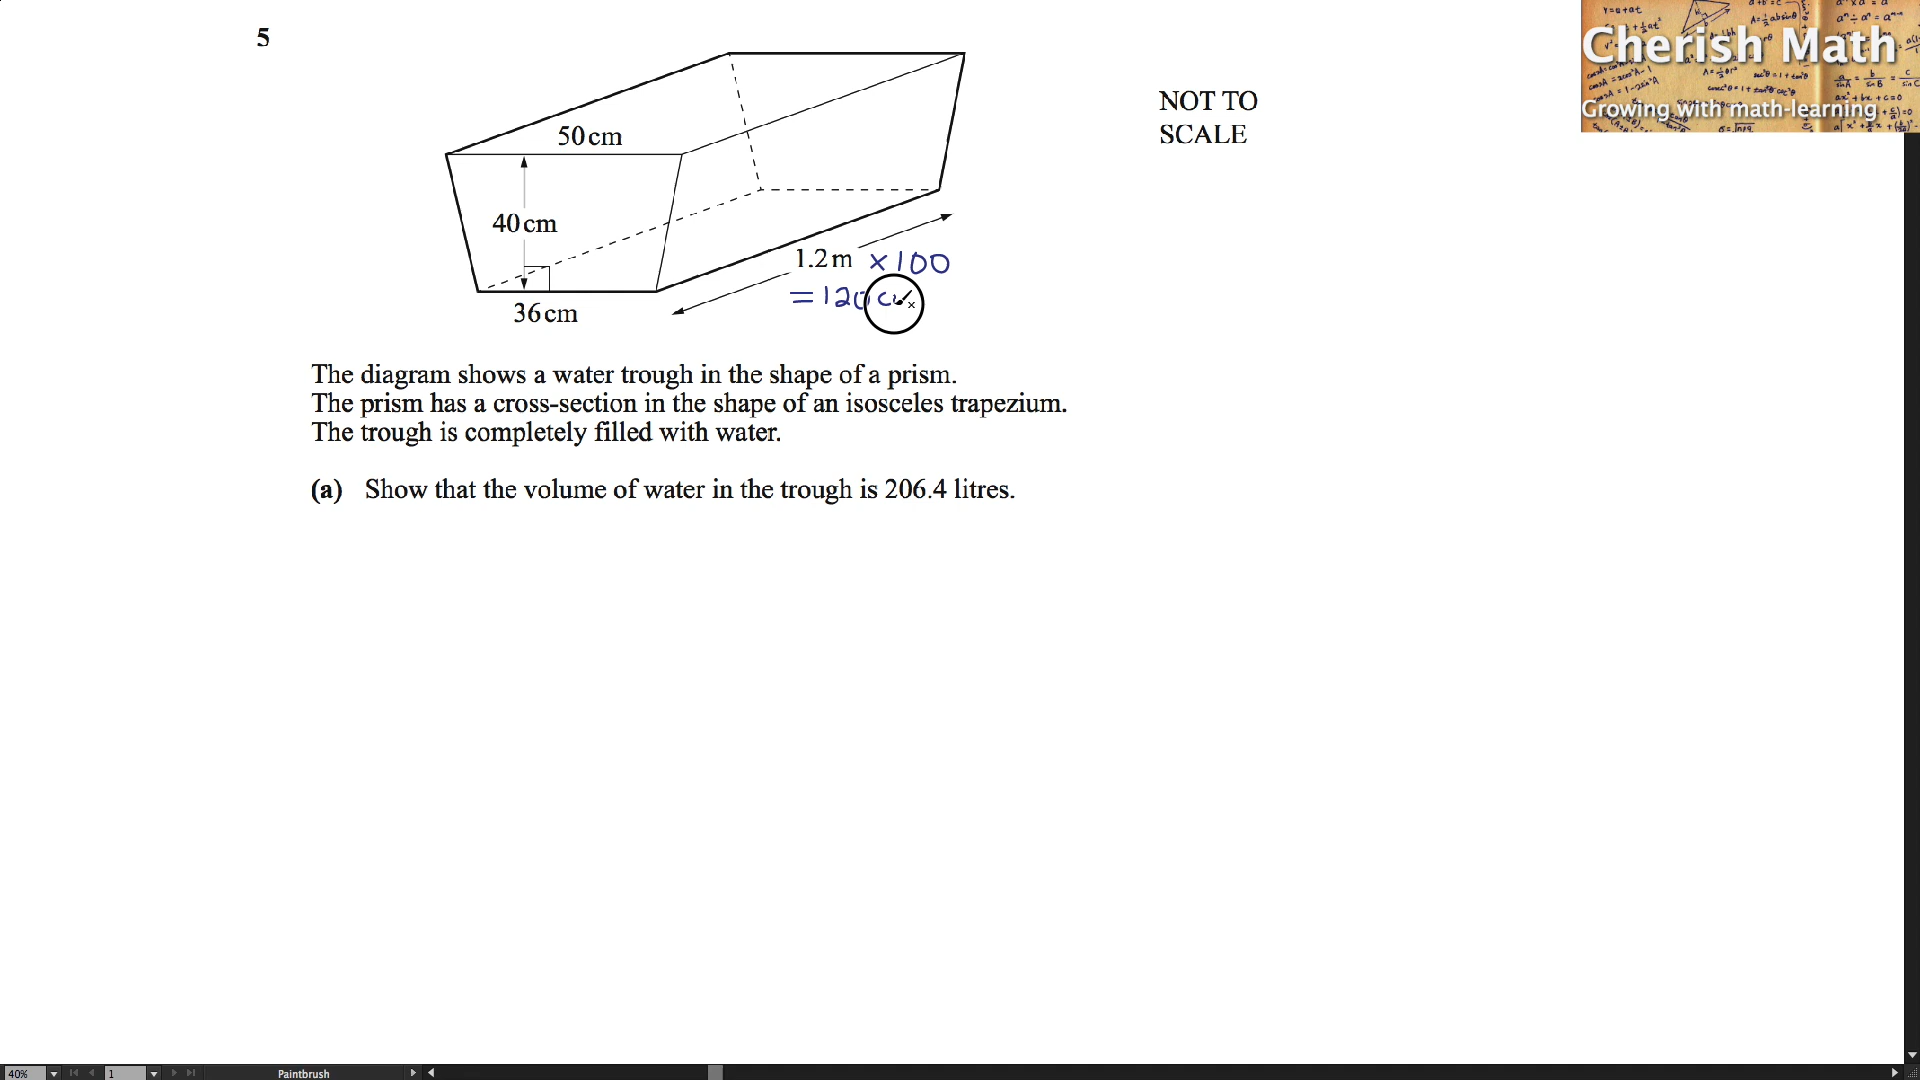 5
Cherish Math
Growing with math-learning
50 cm
NOT TO
SCALE
40 cm
1.2 m × 100
= 120 c
36 cm
The diagram shows a water trough in the shape of a prism.
The prism has a cross-section in the shape of an isosceles trapezium.
The trough is completely filled with water.
(a) Show that the volume of water in the trough is 206.4 litres.
40%
1
Paintbrush